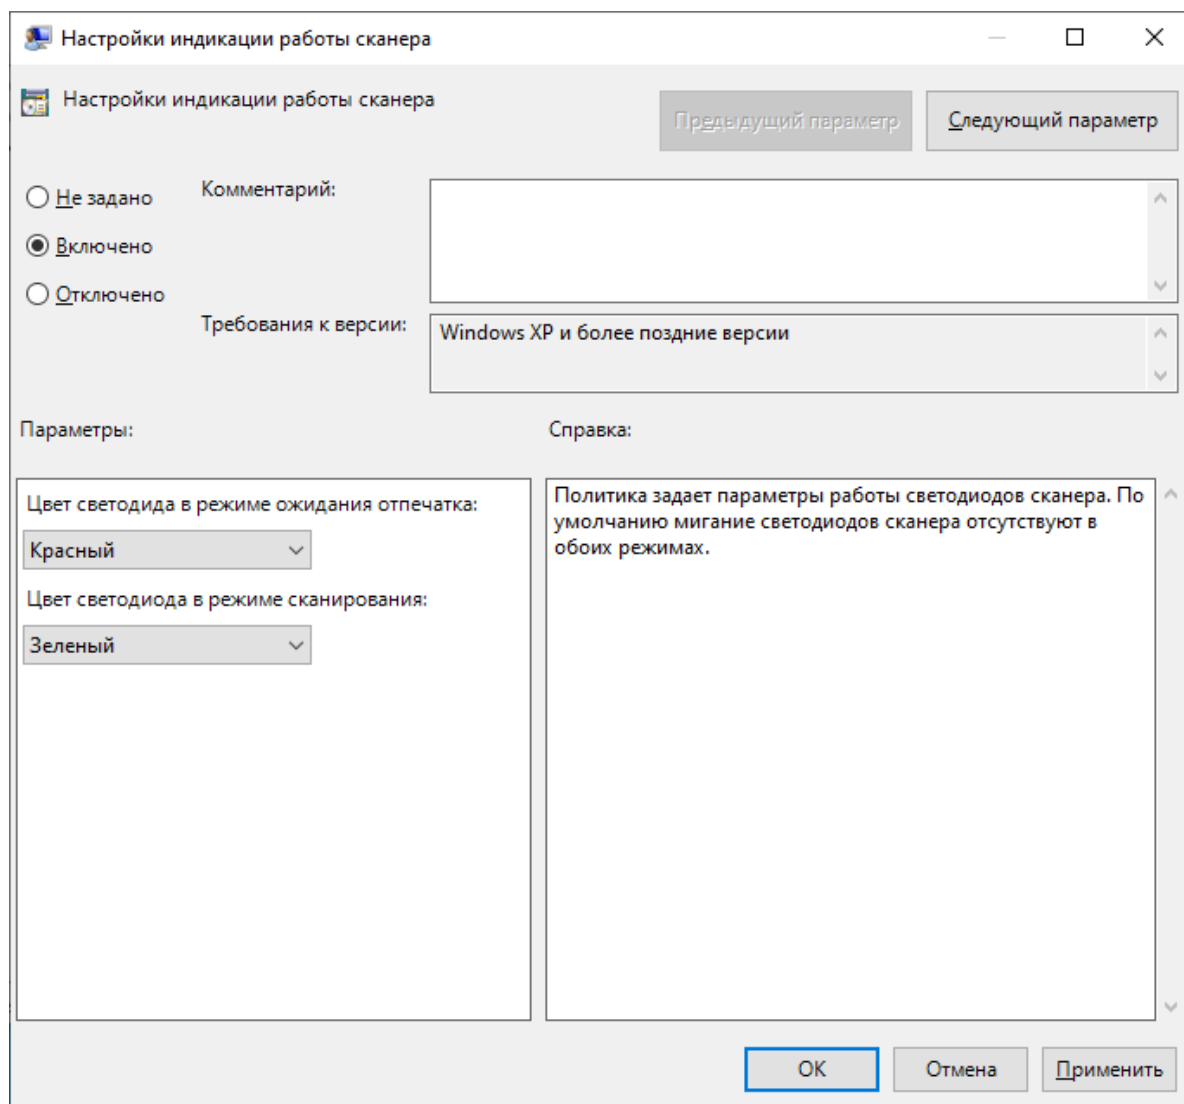 Настройки индикации работы сканера
Настройки индикации работы сканера
Предыдущий параметр
Следующий параметр
Не задано
Комментарий:
Включено
Отключено
Требования к версии:
Windows XP и более поздние версии
Параметры:
Справка:
Цвет светодида в режиме ожидания отпечатка:
Красный
Цвет светодиода в режиме сканирования:
Зеленый
Политика задает параметры работы светодиодов сканера. По
умолчанию мигание светодиодов сканера отсутствуют в
обоих режимах.
ОК
Отмена
Применить